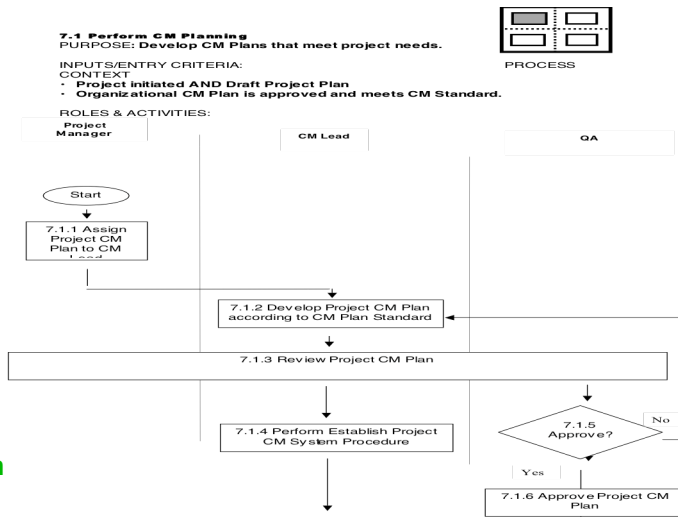 7.1 Perform CM Planning
PURPOSE: Develop CM Plans that meet project needs.
INPUTS/ENTRY CRITERIA:
CONTEXT
PROCESS
• Project initiated AND Draft Project Plan
• Organizational CM Plan is approved and meets CM Standard.
ROLES & ACTIVITIES:
Project
Manager
CM Lead
QA
Start
7.1.1 Assign
Project CM
Plan to CM
Lead
7.1.2 Develop Project CM Plan
according to CM Plan Standard
7.1.3 Review Project CM Plan
7.1.4 Perform Establish Project
CM System Procedure
7.1.5
Approve?
No
Yes
7.1.6 Approve Project CM
Plan